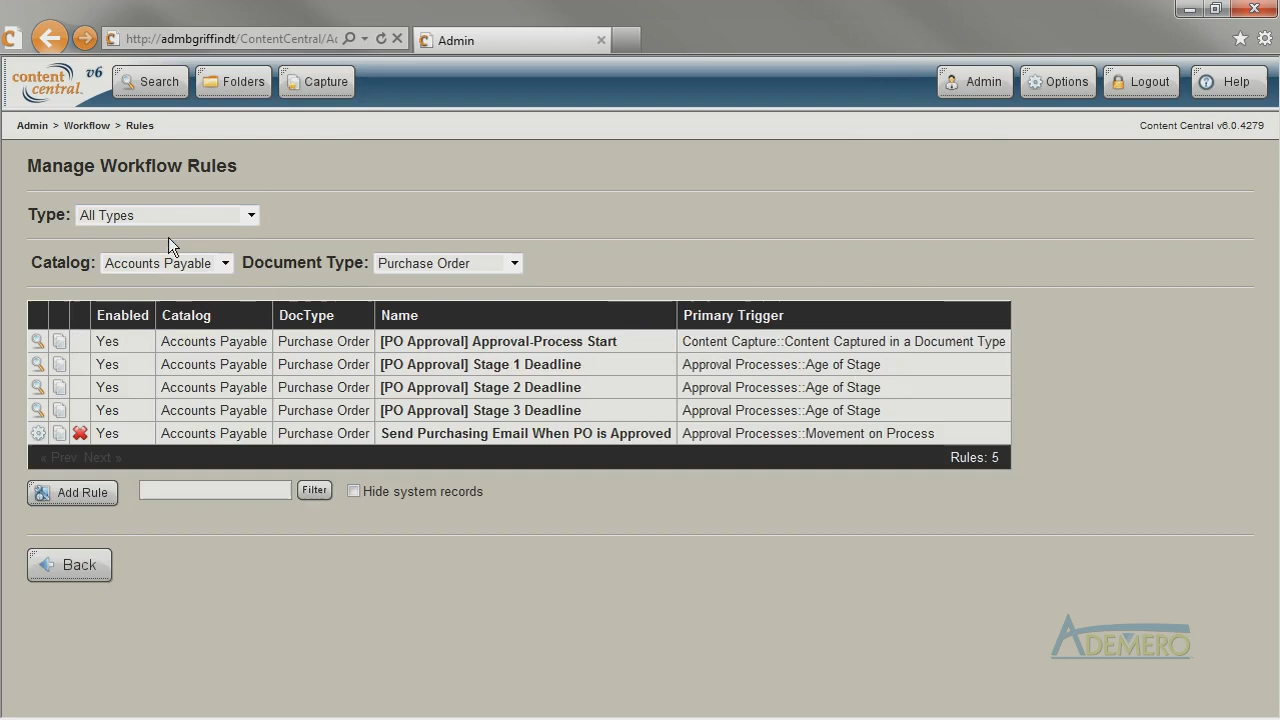 http://admbgriffindt/ContentCentral/Ac
Admin
content central. v6
Search
Folders
Capture
Admin
Options
Logout
Help
Admin > Workflow > Rules
Content Central v6.0.4279
Manage Workflow Rules
Type: All Types
Catalog: Accounts Payable Document Type: Purchase Order
Enabled Catalog DocType Name Primary Trigger
Yes Accounts Payable Purchase Order [PO Approval] Approval-Process Start Content Capture::Content Captured in a Document Type
Yes Accounts Payable Purchase Order [PO Approval] Stage 1 Deadline Approval Processes::Age of Stage
Yes Accounts Payable Purchase Order [PO Approval] Stage 2 Deadline Approval Processes::Age of Stage
Yes Accounts Payable Purchase Order [PO Approval] Stage 3 Deadline Approval Processes::Age of Stage
Yes Accounts Payable Purchase Order Send Purchasing Email When PO is Approved Approval Processes::Movement on Process
« Prev Next » Rules: 5
Add Rule Filter Hide system records
Back
ADEMERO